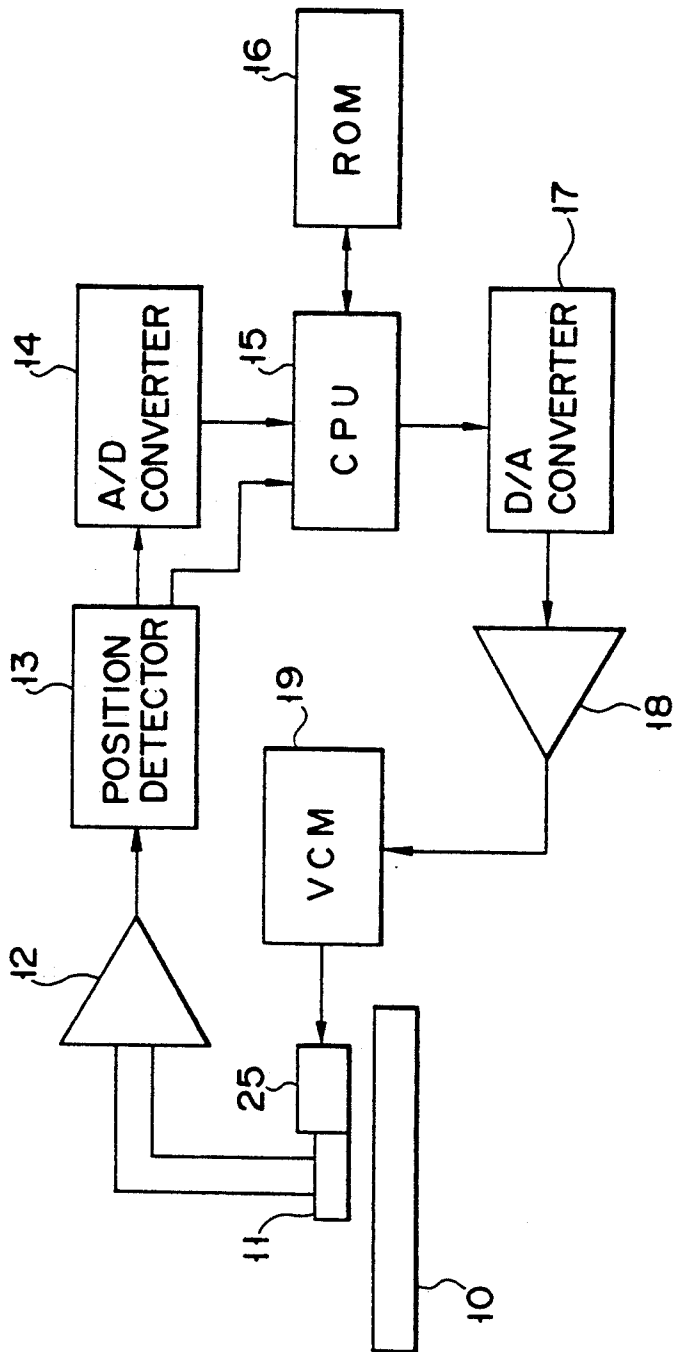 12
13
POSITION
DETECTOR
14
A/D
CONVERTER
11
25
19
VCM
15
CPU
16
ROM
10
18
17
D/A
CONVERTER